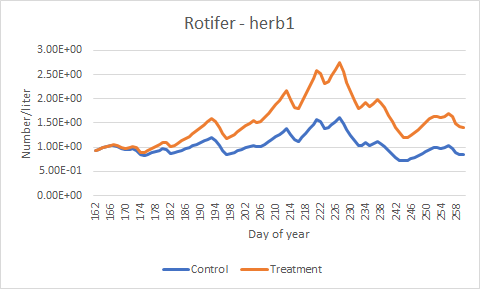 Rotifer - herb1
3.00E+00
2.50E+00
2.00E+00
1.50E+00
1.00E+00
5.00E-01
0.00E+00
Number/liter
162 166 170 174 178 182 186 190 194 198 202 206 210 214 218 222 226 230 234 238 242 246 250 254 258
Day of year
Control Treatment